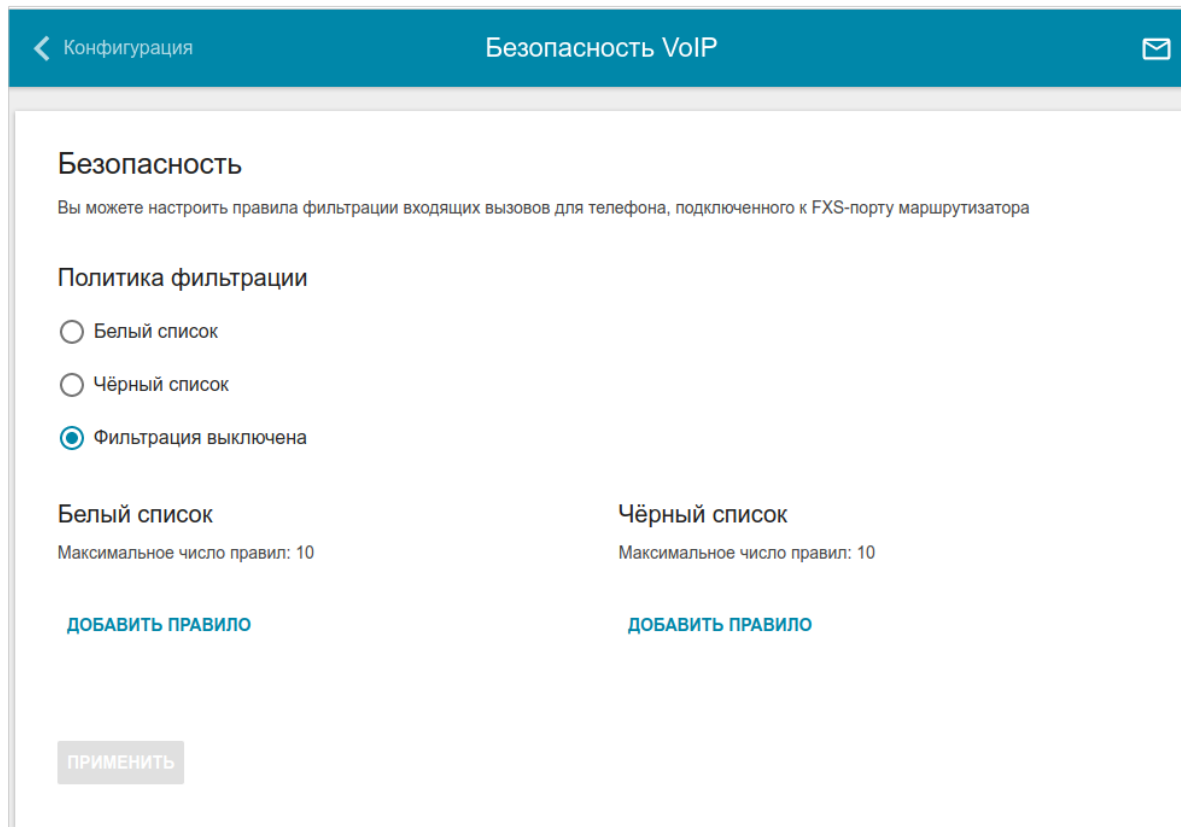 Конфигурация
Безопасность VoIP
Безопасность
Вы можете настроить правила фильтрации входящих вызовов для телефона, подключенного к FXS-порту маршрутизатора
Политика фильтрации
Белый список
Чёрный список
Фильтрация выключена
Белый список
Максимальное число правил: 10
ДОБАВИТЬ ПРАВИЛО
Чёрный список
Максимальное число правил: 10
ДОБАВИТЬ ПРАВИЛО
ПРИМЕНИТЬ